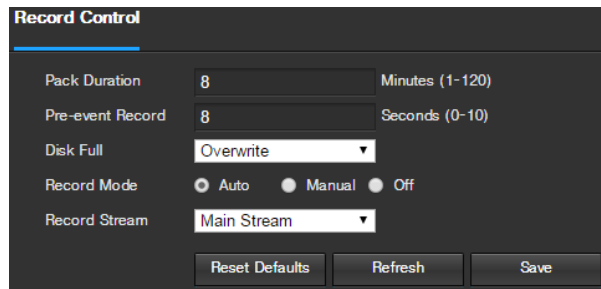 Record Control
Pack Duration 8 Minutes (1-120)
Pre-event Record 8 Seconds (0-10)
Disk Full Overwrite
Record Mode Auto Manual Off
Record Stream Main Stream
Reset Defaults Refresh Save